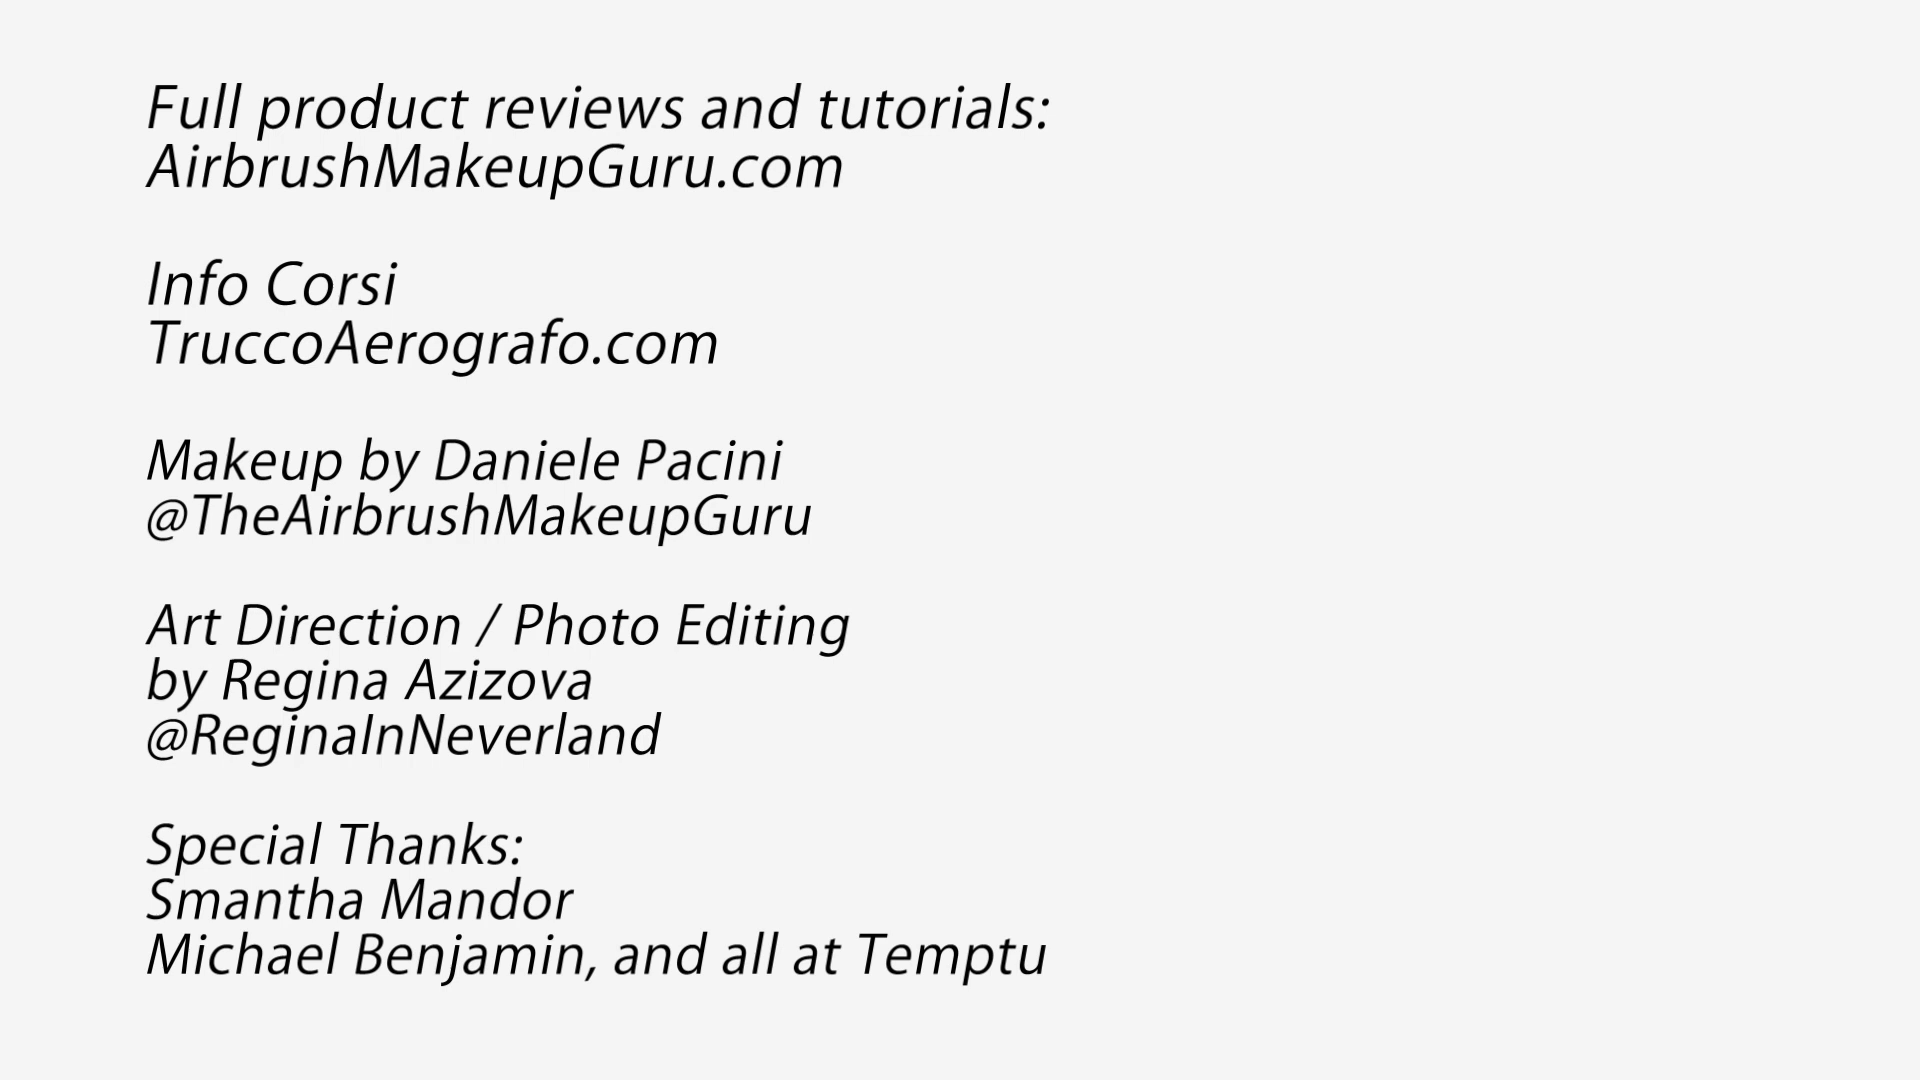 Full product reviews and tutorials:
AirbrushMakeupGuru.com
Info Corsi
TruccoAerografo.com
Makeup by Daniele Pacini
@TheAirbrushMakeupGuru
Art Direction / Photo Editing
by Regina Azizova
@ReginaInNeverland
Special Thanks:
Smantha Mandor
Michael Benjamin, and all at Temptu